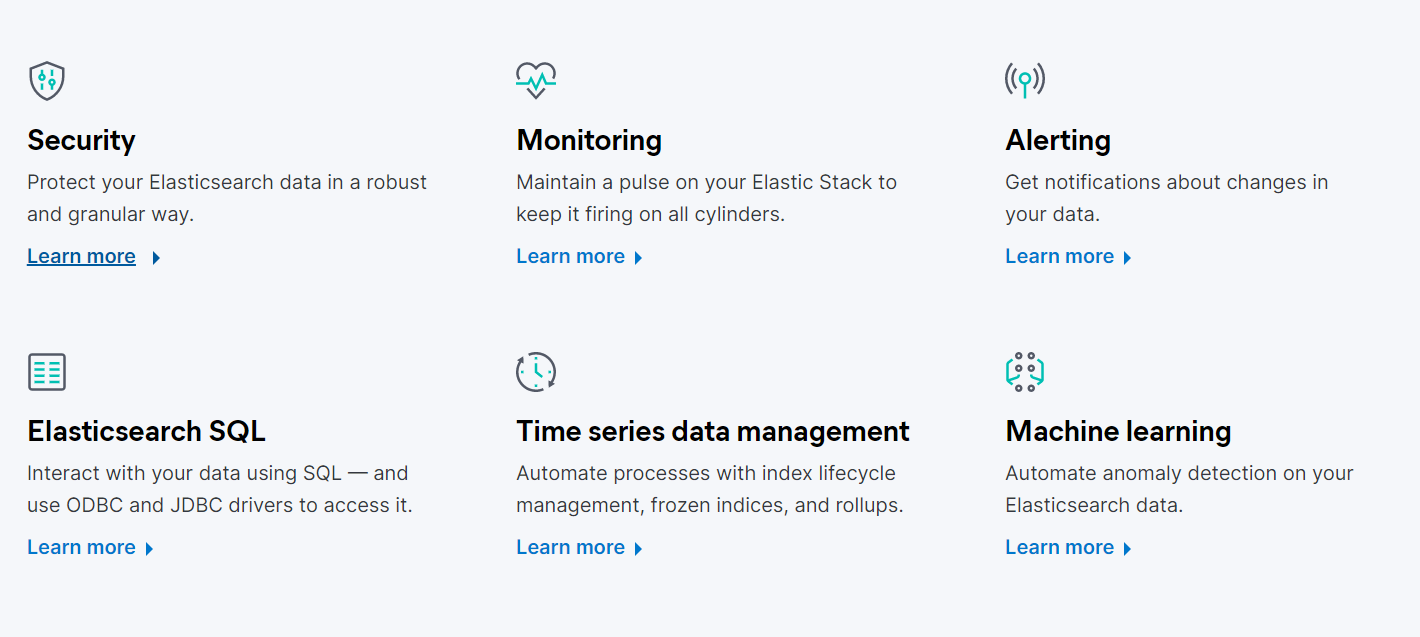 Security
Protect your Elasticsearch data in a robust
and granular way.
Learn more
Monitoring
Maintain a pulse on your Elastic Stack to
keep it firing on all cylinders.
Learn more
Alerting
Get notifications about changes in
your data.
Learn more
Elasticsearch SQL
Interact with your data using SQL — and
use ODBC and JDBC drivers to access it.
Learn more
Time series data management
Automate processes with index lifecycle
management, frozen indices, and rollups.
Learn more
Machine learning
Automate anomaly detection on your
Elasticsearch data.
Learn more